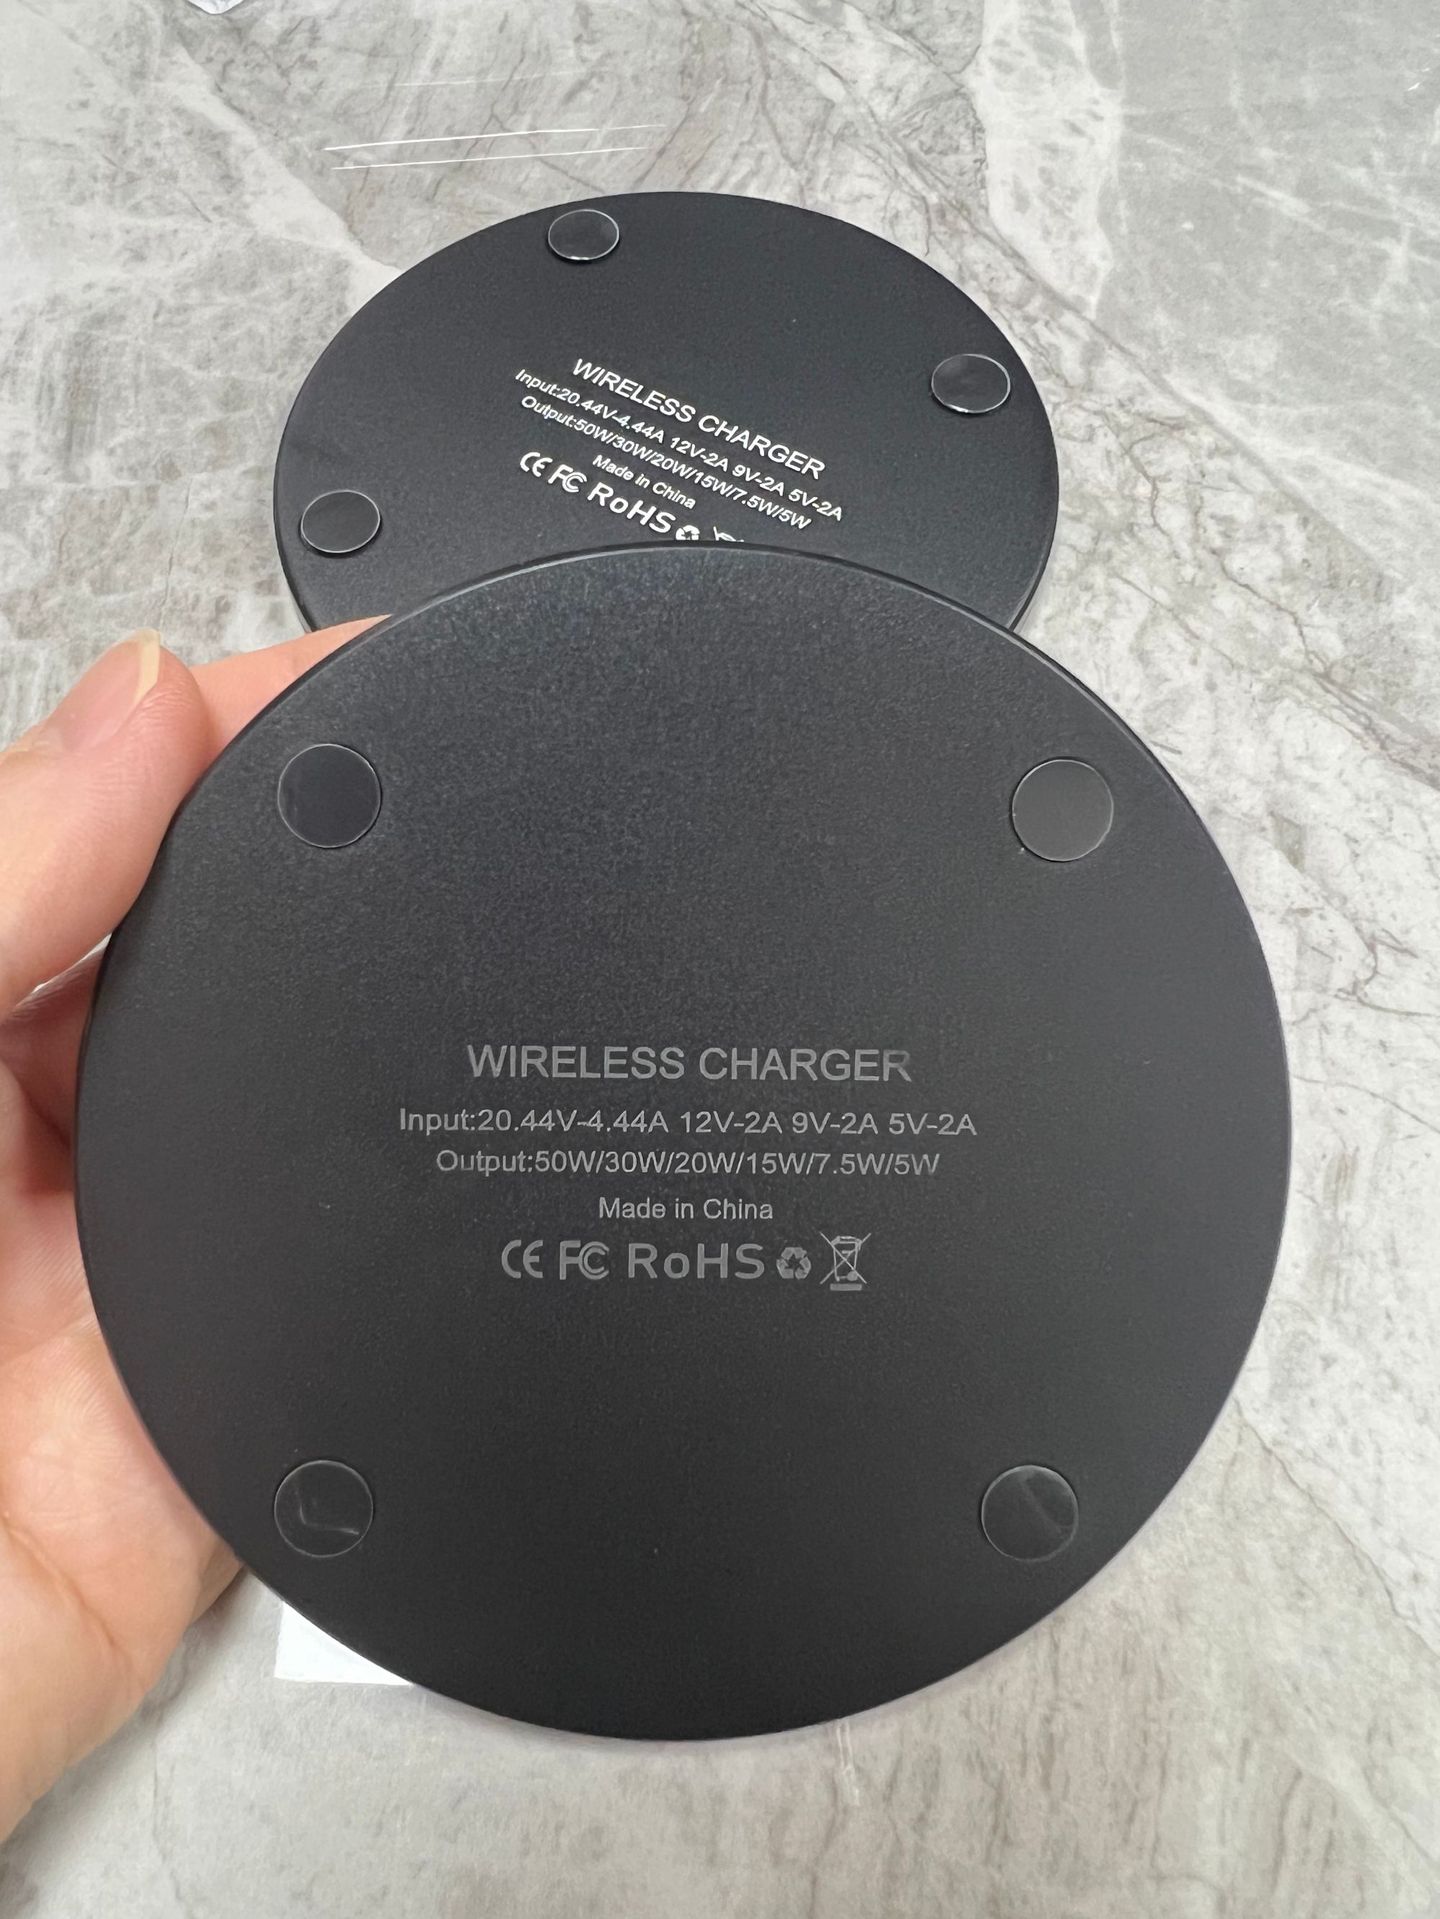 WIRELESS CHARGER
Input:20.44V-4.44A 12V-2A 9V-2A 5V-2A
Output:50W/30W/20W/15W/7.5W/5W
Made in China
CE FC RoHS
WIRELESS CHARGER
Input:20.44V-4.44A 12V-2A 9V-2A 5V-2A
Output:50W/30W/20W/15W/7.5W/5W
Made in China
CE FC RoHS